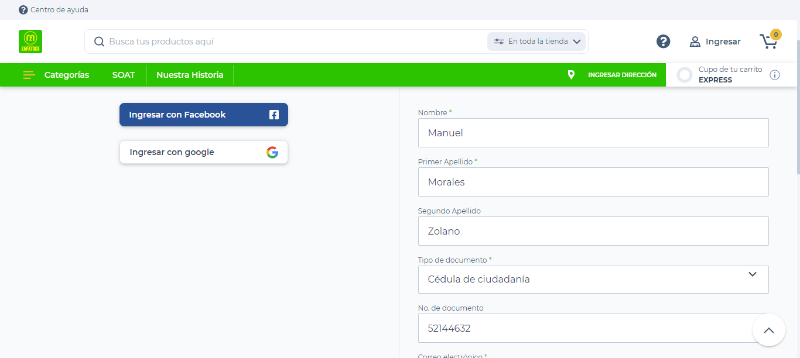 Centro de ayuda
Busca tus productos aquí
En toda la tienda
Ingresar
0
Categorías
SOAT
Nuestra Historia
INGRESAR DIRECCIÓN
Cupo de tu carrito
EXPRESS
Ingresar con Facebook
Ingresar con google
Nombre *
Manuel
Primer Apellido *
Morales
Segundo Apellido
Zolano
Tipo de documento *
Cédula de ciudadanía
No. de documento
52144632
Correo electrónico *